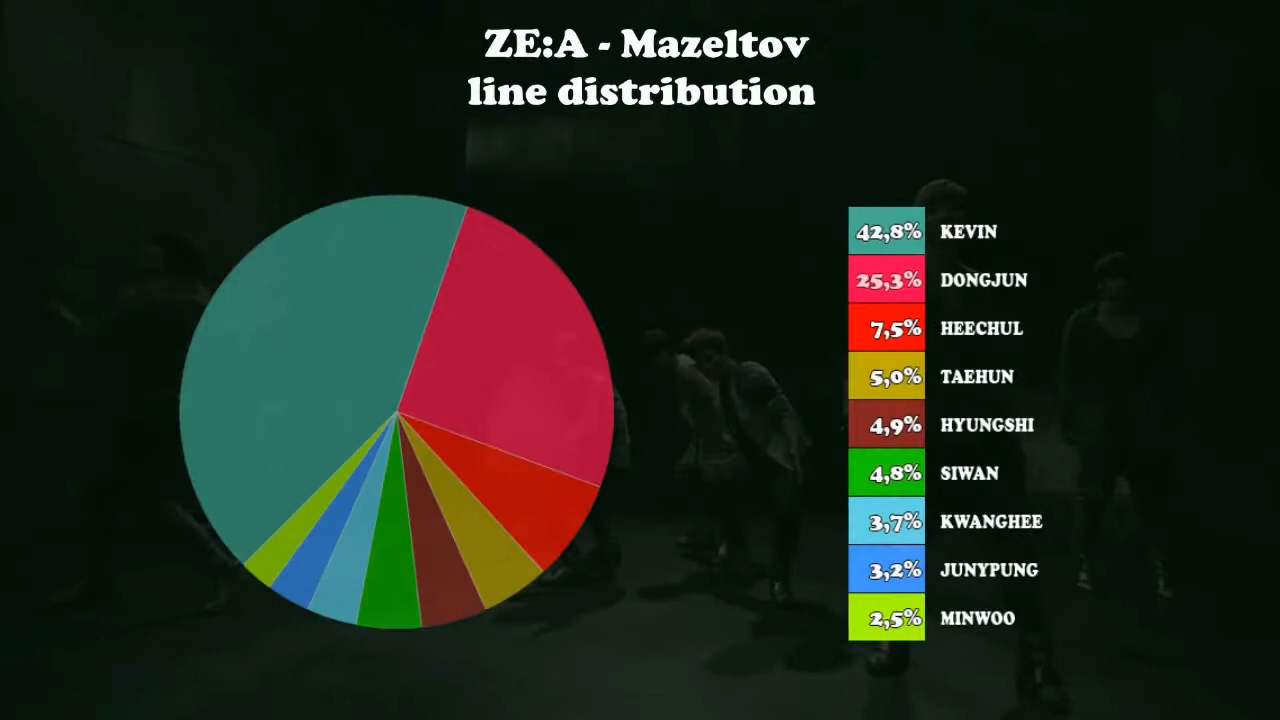 ZE:A - Mazeltov
line distribution
42,8% KEVIN
25,3% DONGJUN
7,5% HEECHUL
5,0% TAEHUN
4,9% HYUNGSHI
4,8% SIWAN
3,7% KWANGHEE
3,2% JUNYPUNG
2,5% MINWOO